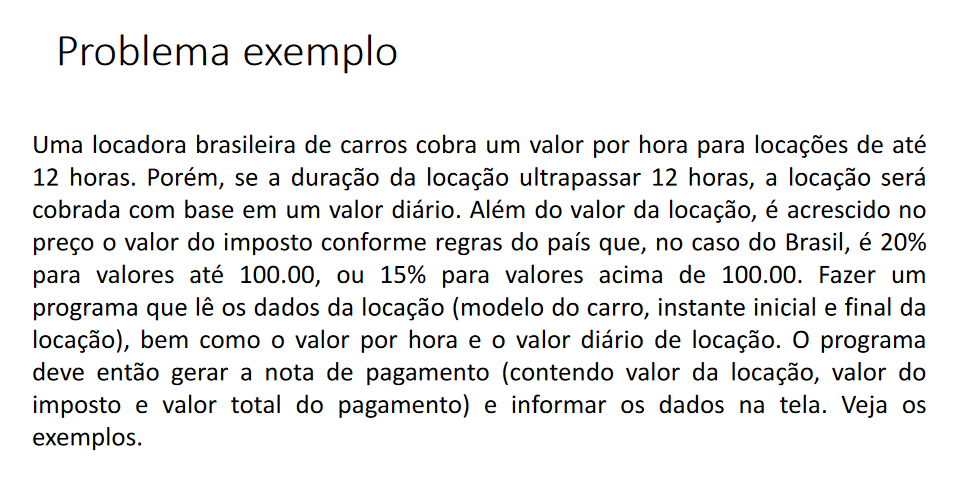 Problema exemplo
Uma locadora brasileira de carros cobra um valor por hora para locações de até
12 horas. Porém, se a duração da locação ultrapassar 12 horas, a locação será
cobrada com base em um valor diário. Além do valor da locação, é acrescido no
preço o valor do imposto conforme regras do país que, no caso do Brasil, é 20%
para valores até 100.00, ou 15% para valores acima de 100.00. Fazer um
programa que lê os dados da locação (modelo do carro, instante inicial e final da
locação), bem como o valor por hora e o valor diário de locação. O programa
deve então gerar a nota de pagamento (contendo valor da locação, valor do
imposto e valor total do pagamento) e informar os dados na tela. Veja os
exemplos.